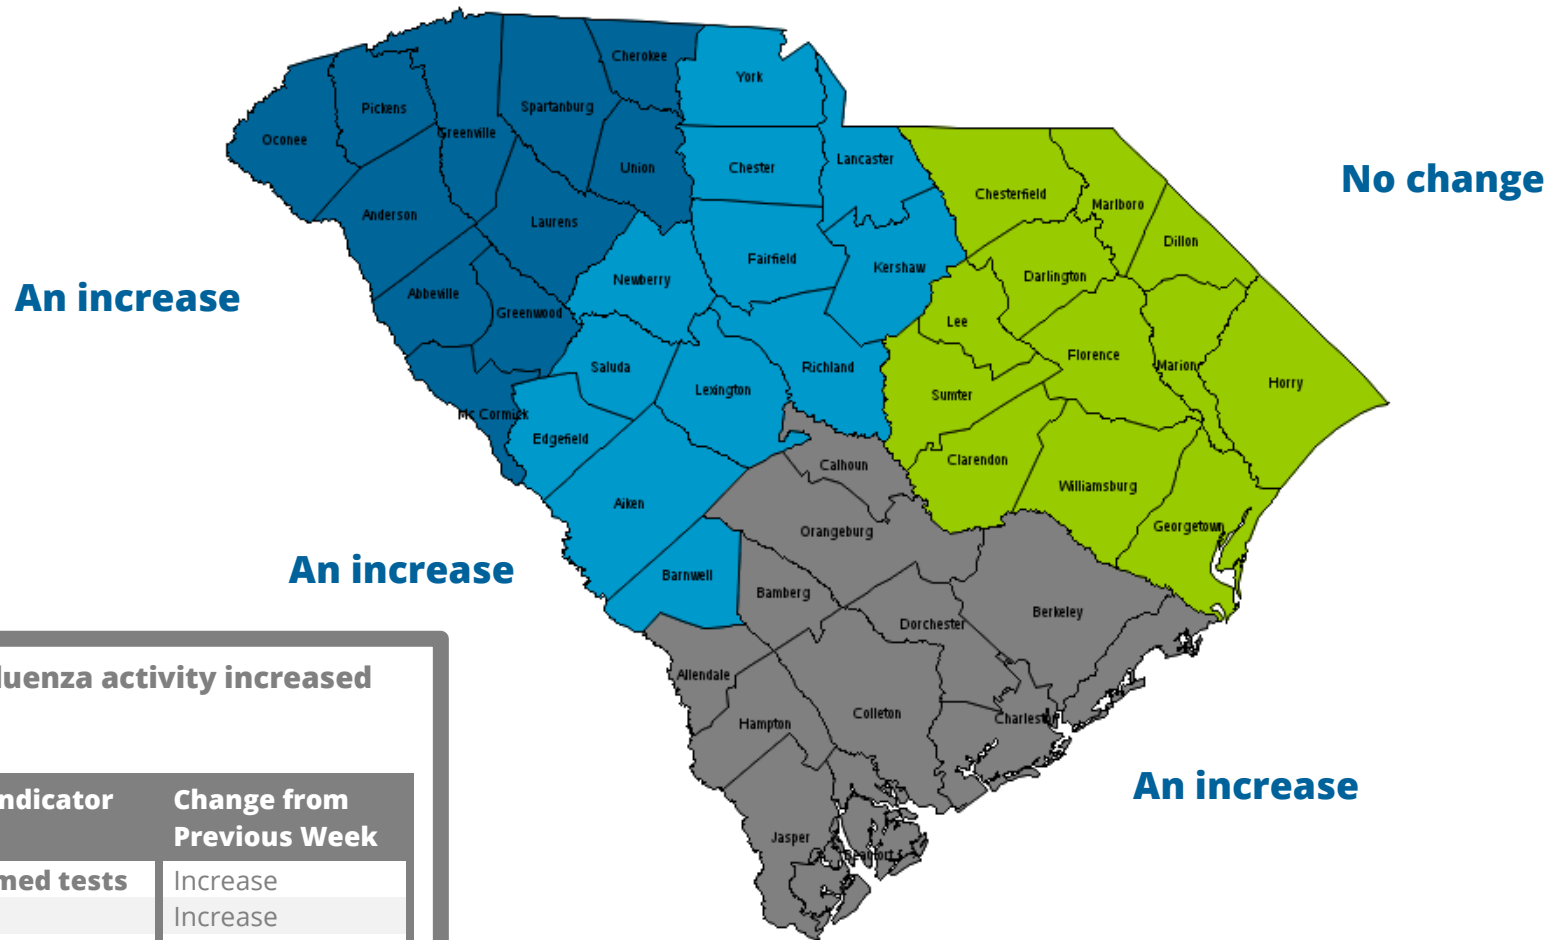 Cherokee
York
Pickens
Spartanburg
Greenville
Oconee
Union
Chester
Lancaster
No change
Chesterfield
Marlboro
Anderson
Laurens
Dillon
Fairfield
Kershaw
Newberry
Darlington
An increase
Abbeville
Greenwood
Lee
Florence
Saluda
Richland
Marion
Horry
Lexington
Sumter
Mc Cormick
Edgefield
Calhoun
Clarendon
Williamsburg
Aiken
Orangeburg
Georgetown
An increase
Barnwell
Bamberg
Berkeley
Dorchester
Allendale
Colleton
Hampton
Charleston
An increase
Jasper
Beaufort
luenza activity increased
ndicator
Change from
Previous Week
med tests
Increase
Increase